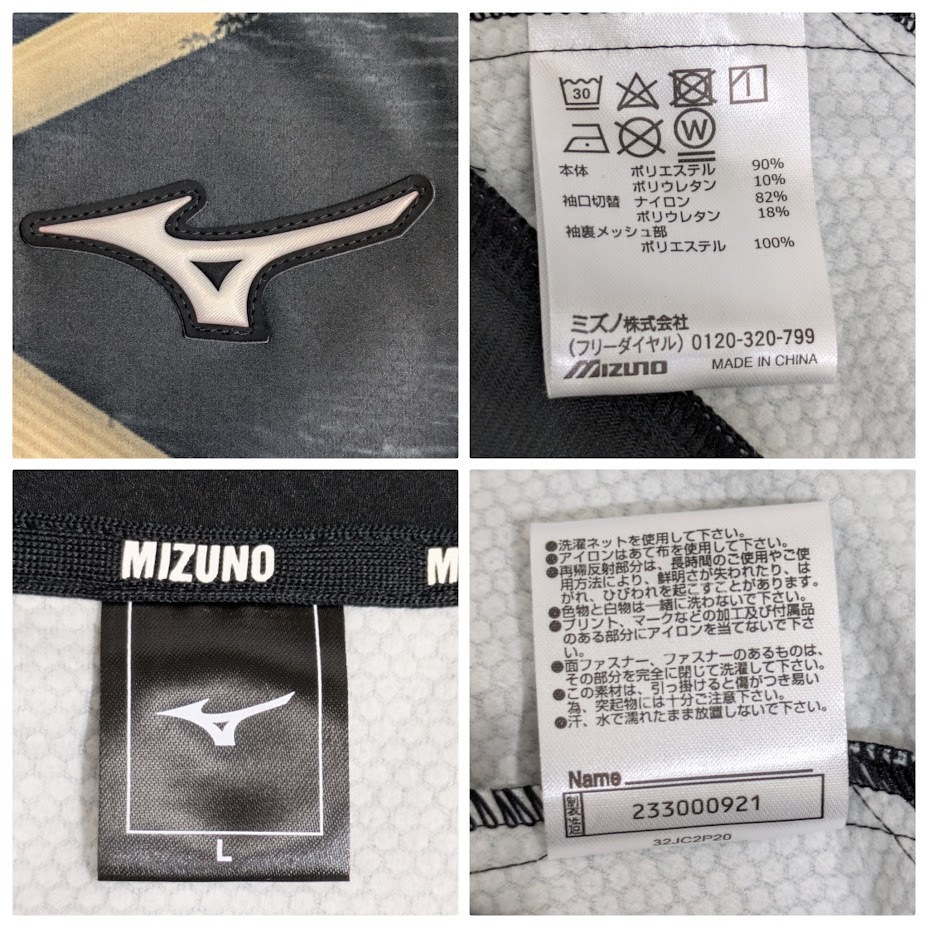 30
W
本体 ポリエステル 90%
ポリウレタン 10%
袖口切替 ナイロン 82%
ポリウレタン 18%
袖裏メッシュ部
ポリエステル 100%
ミズノ株式会社
(フリーダイヤル) 0120-320-799
MIZUNO MADE IN CHINA
MIZUNO M
L
●洗濯ネットを使用して下さい。
●アイロンはあて布を使用して下さい。
●再帰反射部分は、長時間のご使用やご使
用方法により、鮮明さが失われたり、は
がれ、ひびわれを起こすことがあります。
●色物と白物は一緒に洗わないで下さい。
●プリント、マークなどの加工及び付属品
のある部分にアイロンを当てないで下さ
い。
●面ファスナー、ファスナーのあるものは、
その部分を完全に閉じて洗濯して下さい。
●この素材は、引っ掛けると傷がつき易い
為、突起物には十分ご注意下さい。
●汗、水で濡れたまま放置しないで下さい。
Name
製造 233000921
32JC2P20